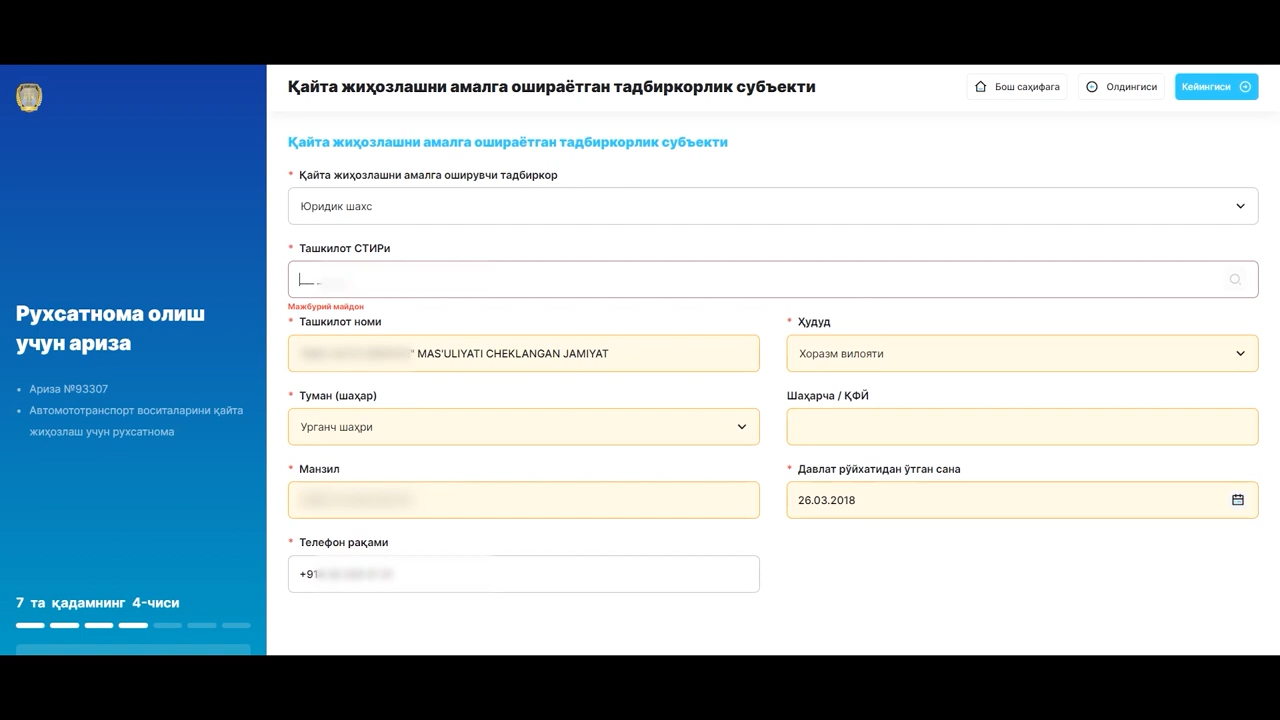 Қайта жиҳозлашни амалга ошираётган тадбиркорлик субъекти
Бош саҳифага
Олдингиси
Кейингиси
Қайта жиҳозлашни амалга ошираётган тадбиркорлик субъекти
* Қайта жиҳозлашни амалга оширувчи тадбиркор
Юридик шахс
* Ташкилот СТИРи
Мажбурий майдон
* Ташкилот номи
* Ҳудуд
" MAS'ULIYATI CHEKLANGAN JAMIYAT
Хоразм вилояти
* Туман (шаҳар)
Шаҳарча / ҚФЙ
Урганч шаҳри
* Манзил
* Давлат рўйхатидан ўтган сана
26.03.2018
* Телефон рақами
+91
Рухсатнома олиш
учун ариза
• Ариза №93307
• Автомототранспорт воситаларини қайта
жиҳозлаш учун рухсатнома
7 та қадамнинг 4-чиси